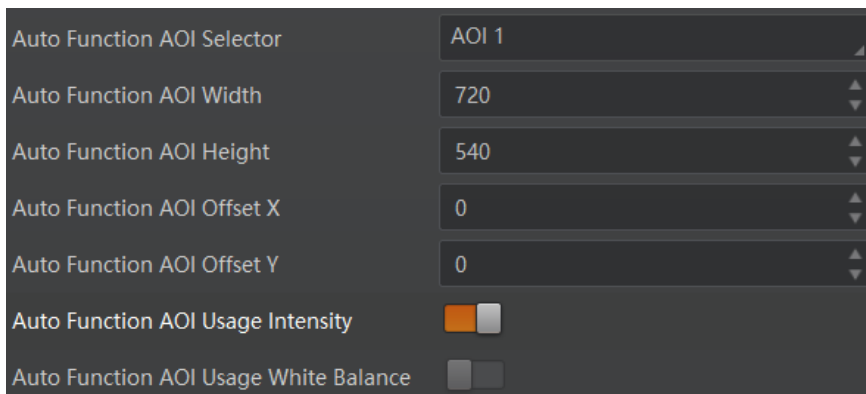 Auto Function AOI Selector AOI 1
Auto Function AOI Width 720
Auto Function AOI Height 540
Auto Function AOI Offset X 0
Auto Function AOI Offset Y 0
Auto Function AOI Usage Intensity
Auto Function AOI Usage White Balance